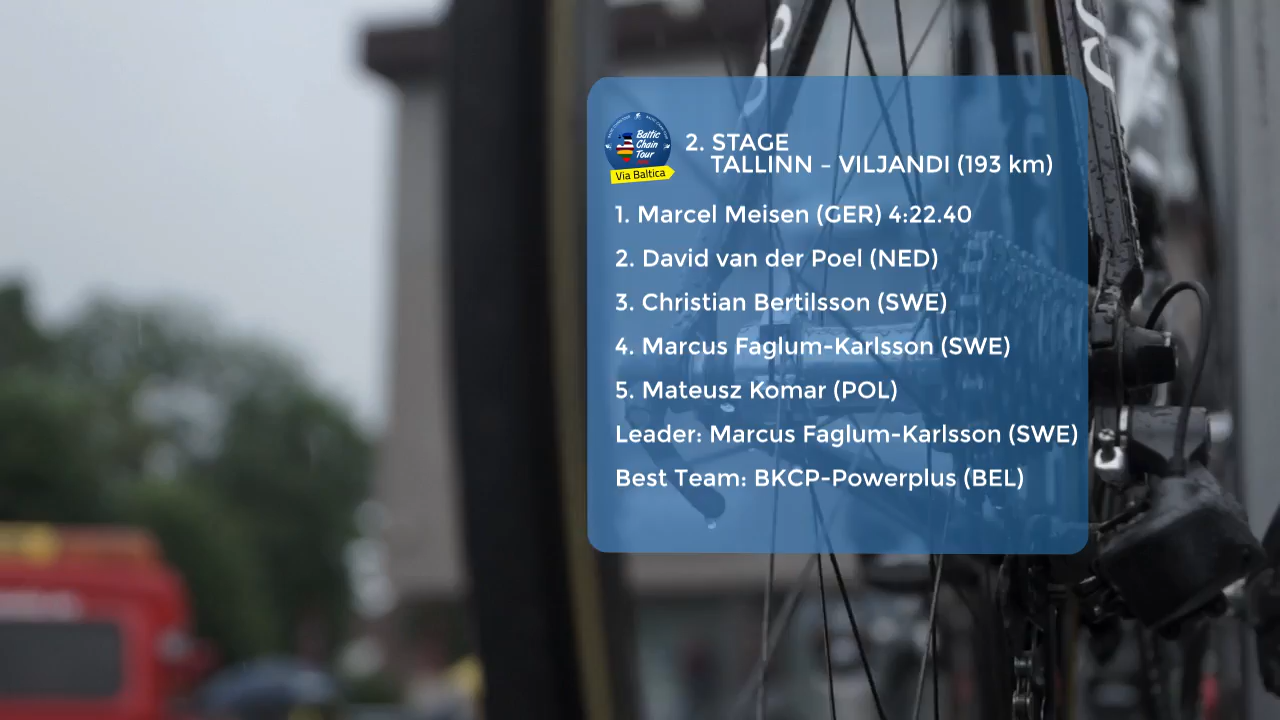 Baltic
Chain
Tour
Via Baltica
2. STAGE
TALLINN – VILJANDI (193 km)
1. Marcel Meisen (GER) 4:22.40
2. David van der Poel (NED)
3. Christian Bertilsson (SWE)
4. Marcus Faglum-Karlsson (SWE)
5. Mateusz Komar (POL)
Leader: Marcus Faglum-Karlsson (SWE)
Best Team: BKCP-Powerplus (BEL)